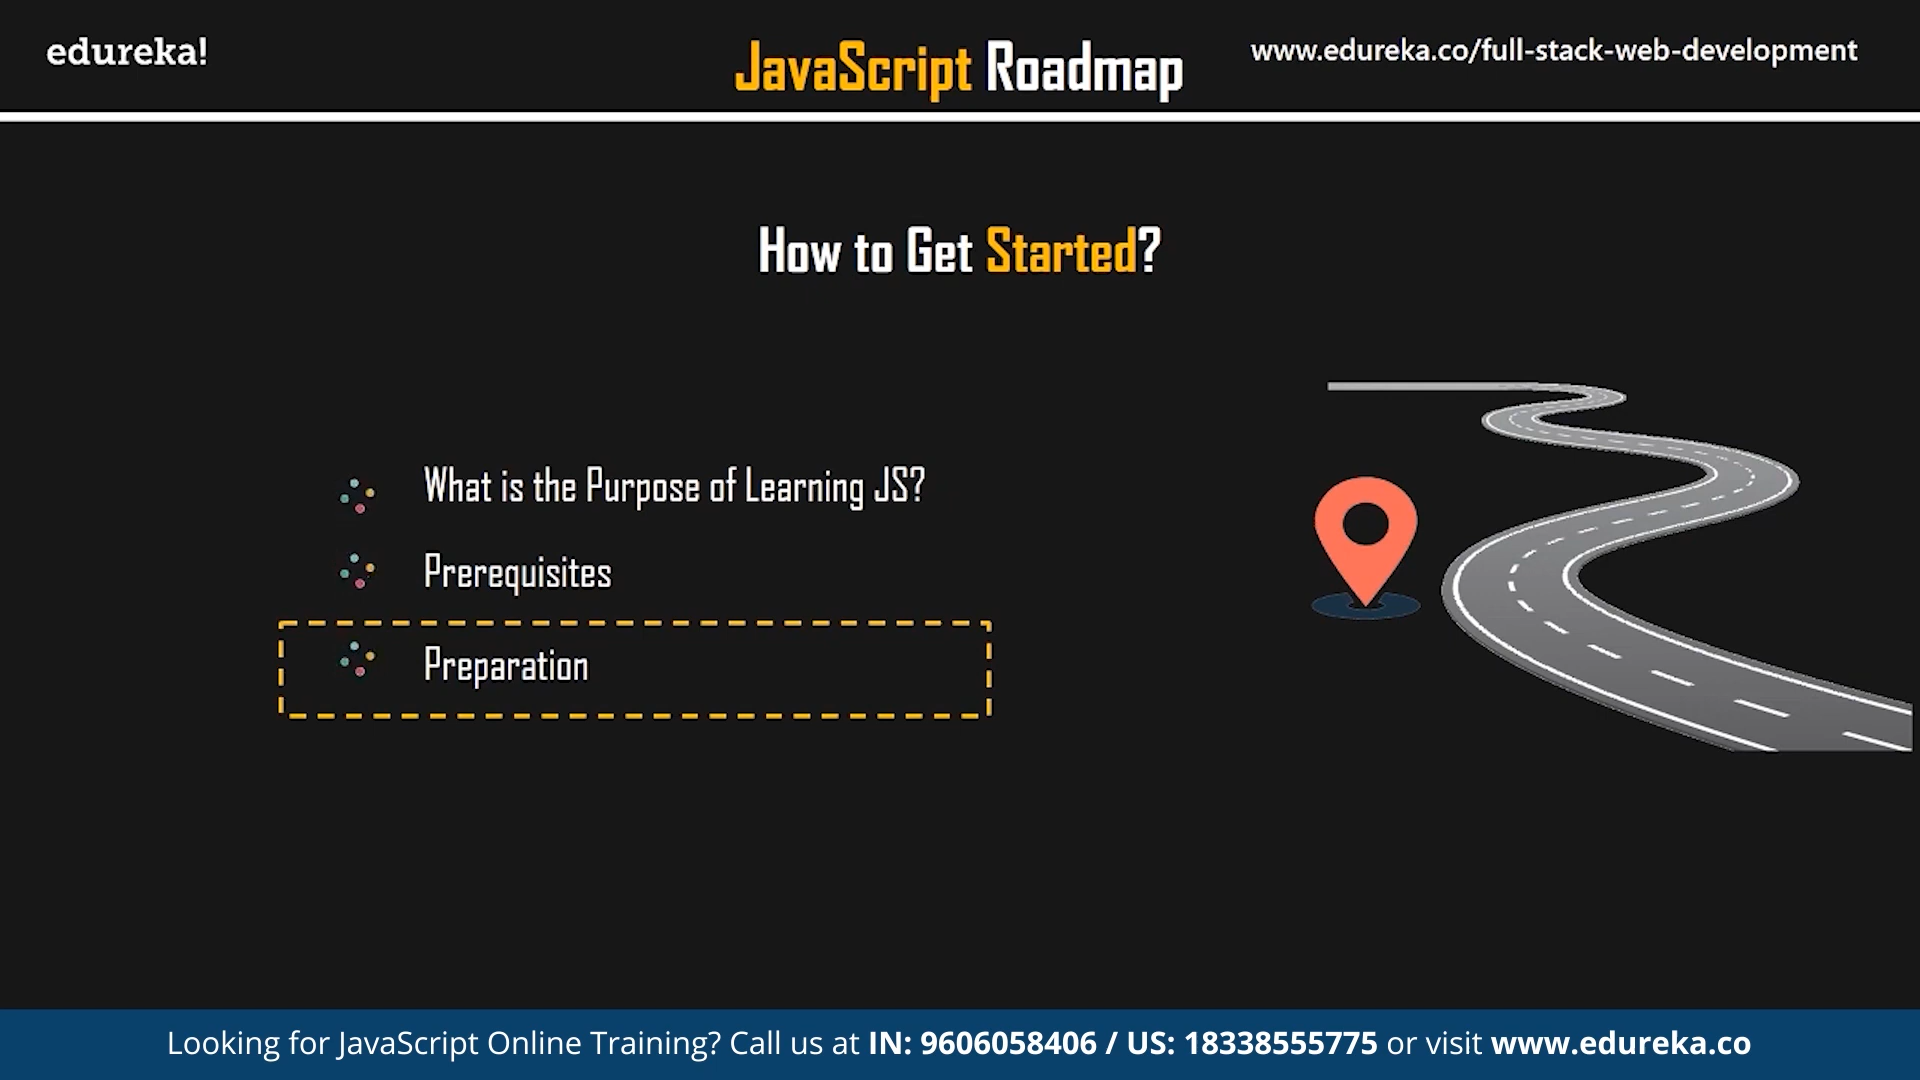 edureka!
JavaScript Roadmap
www.edureka.co/full-stack-web-development
How to Get Started?
What is the Purpose of Learning JS?
Prerequisites
Preparation
Looking for JavaScript Online Training? Call us at IN: 9606058406 / US: 18338555775 or visit www.edureka.co